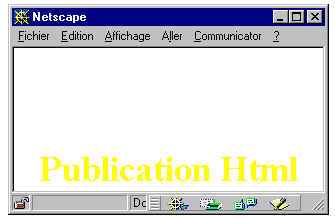 Netscape
Fichier Edition Affichage Aller Communicator ?
Publication Html
Dc